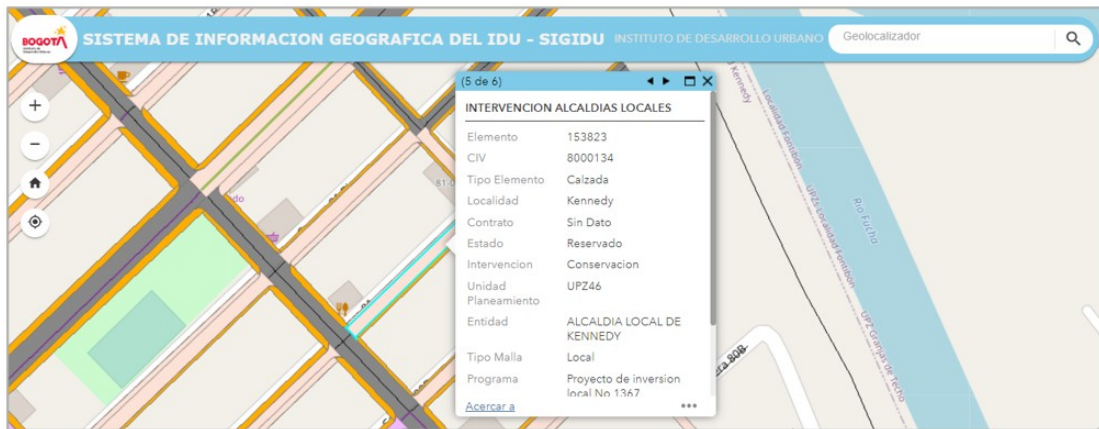 BOGOTÁ
SISTEMA DE INFORMACION GEOGRAFICA DEL IDU - SIGIDU INSTITUTO DE DESARROLLO URBANO
Geolocalizador
(5 de 6)
INTERVENCION ALCALDIAS LOCALES
Elemento 153823
CIV 8000134
Tipo Elemento Calzada
Localidad Kennedy
Contrato Sin Dato
Estado Reservado
Intervencion Conservacion
Unidad Planeamiento UPZ46
Entidad ALCALDIA LOCAL DE
KENNEDY
Tipo Malla Local
Programa Proyecto de inversion
local No 1367
Acercar a
Kennedy
Localidad Fontibón
UPZs Localidad Fontibón
Río Fucha
UPZ Granjas de Techo
era 80B